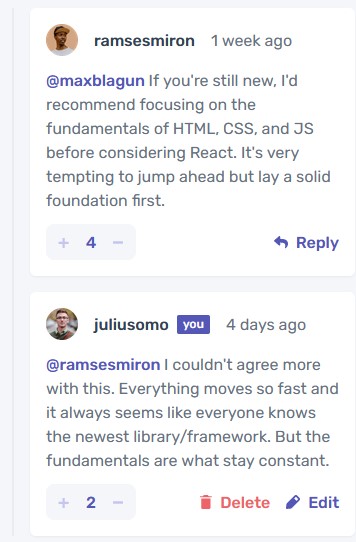 ramsesmiron 1 week ago
@maxblagun If you're still new, I'd
recommend focusing on the
fundamentals of HTML, CSS, and JS
before considering React. It's very
tempting to jump ahead but lay a solid
foundation first.
+ 4 − Reply
juliusomo you 4 days ago
@ramsesmiron I couldn't agree more
with this. Everything moves so fast and
it always seems like everyone knows
the newest library/framework. But the
fundamentals are what stay constant.
+ 2 − Delete Edit